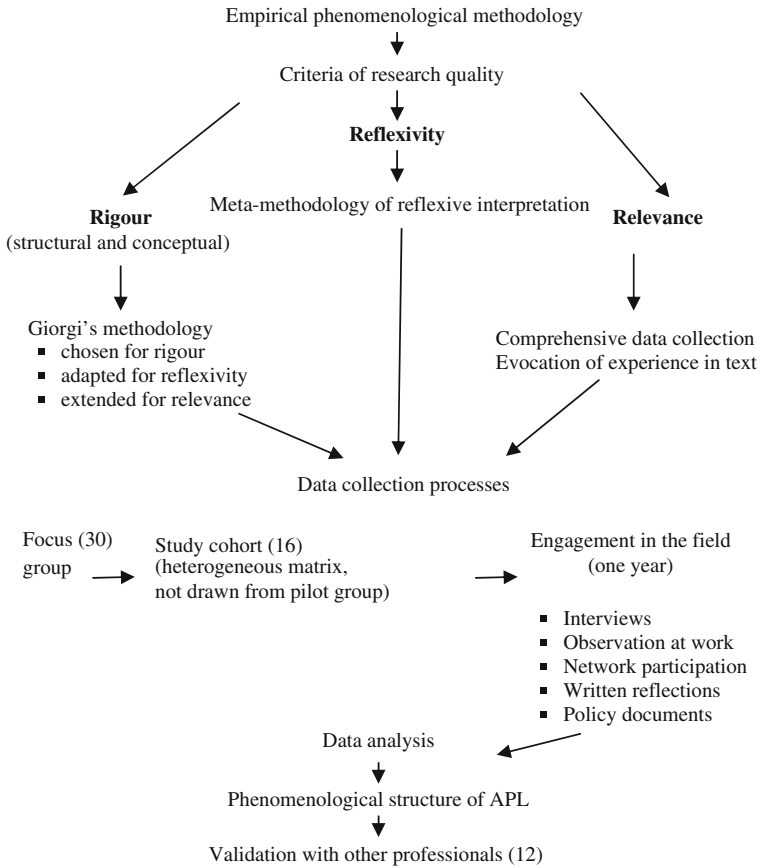 Empirical phenomenological methodology
Criteria of research quality
Reflexivity
Meta-methodology of reflexive interpretation
Rigour
(structural and conceptual)
Relevance
Giorgi's methodology
▪ chosen for rigour
▪ adapted for reflexivity
▪ extended for relevance
Comprehensive data collection
Evocation of experience in text
Data collection processes
Focus (30)
group
Study cohort (16)
(heterogeneous matrix,
not drawn from pilot group)
Engagement in the field
(one year)
▪ Interviews
▪ Observation at work
▪ Network participation
▪ Written reflections
▪ Policy documents
Data analysis
Phenomenological structure of APL
Validation with other professionals (12)